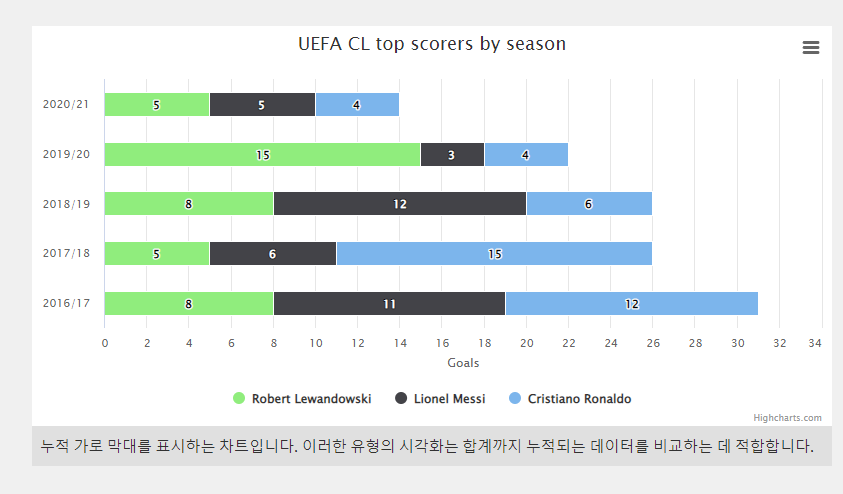 UEFA CL top scorers by season
2020/21 5 5 4
2019/20 15 3 4
2018/19 8 12 6
2017/18 5 6 15
2016/17 8 11 12
0 2 4 6 8 10 12 14 16 18 20 22 24 26 28 30 32 34
Goals
Robert Lewandowski Lionel Messi Cristiano Ronaldo
Highcharts.com
누적 가로 막대를 표시하는 차트입니다. 이러한 유형의 시각화는 합계까지 누적되는 데이터를 비교하는 데 적합합니다.